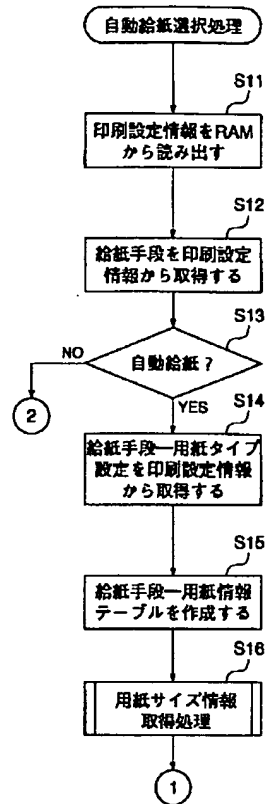 自動給紙選択処理
S11
印刷設定情報をRAM
から読み出す
S12
給紙手段を印刷設定
情報から取得する
S13
自動給紙？
NO
2
YES
S14
給紙手段ー用紙タイプ
設定を印刷設定情報
から取得する
S15
給紙手段ー用紙情報
テーブルを作成する
S16
用紙サイズ情報
取得処理
1